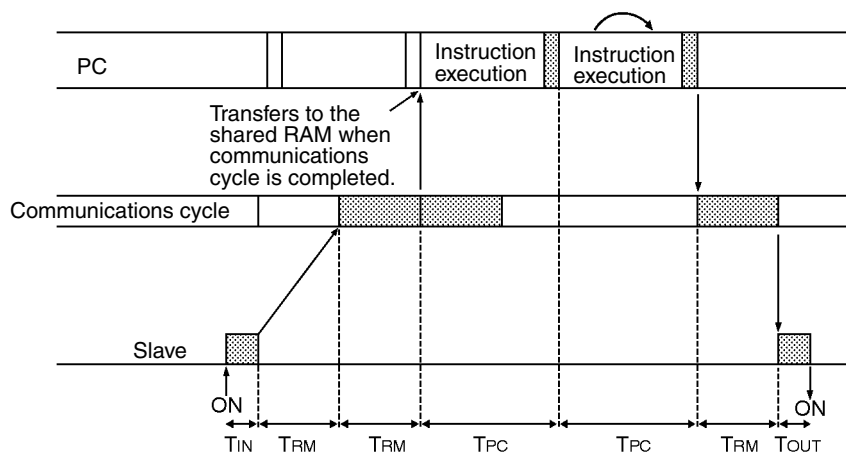 PC
Instruction
execution
Instruction
execution
Transfers to the
shared RAM when
communications
cycle is completed.
Communications cycle
Slave
ON
ON
TIN
TRM
TRM
TPC
TPC
TRM
TOUT